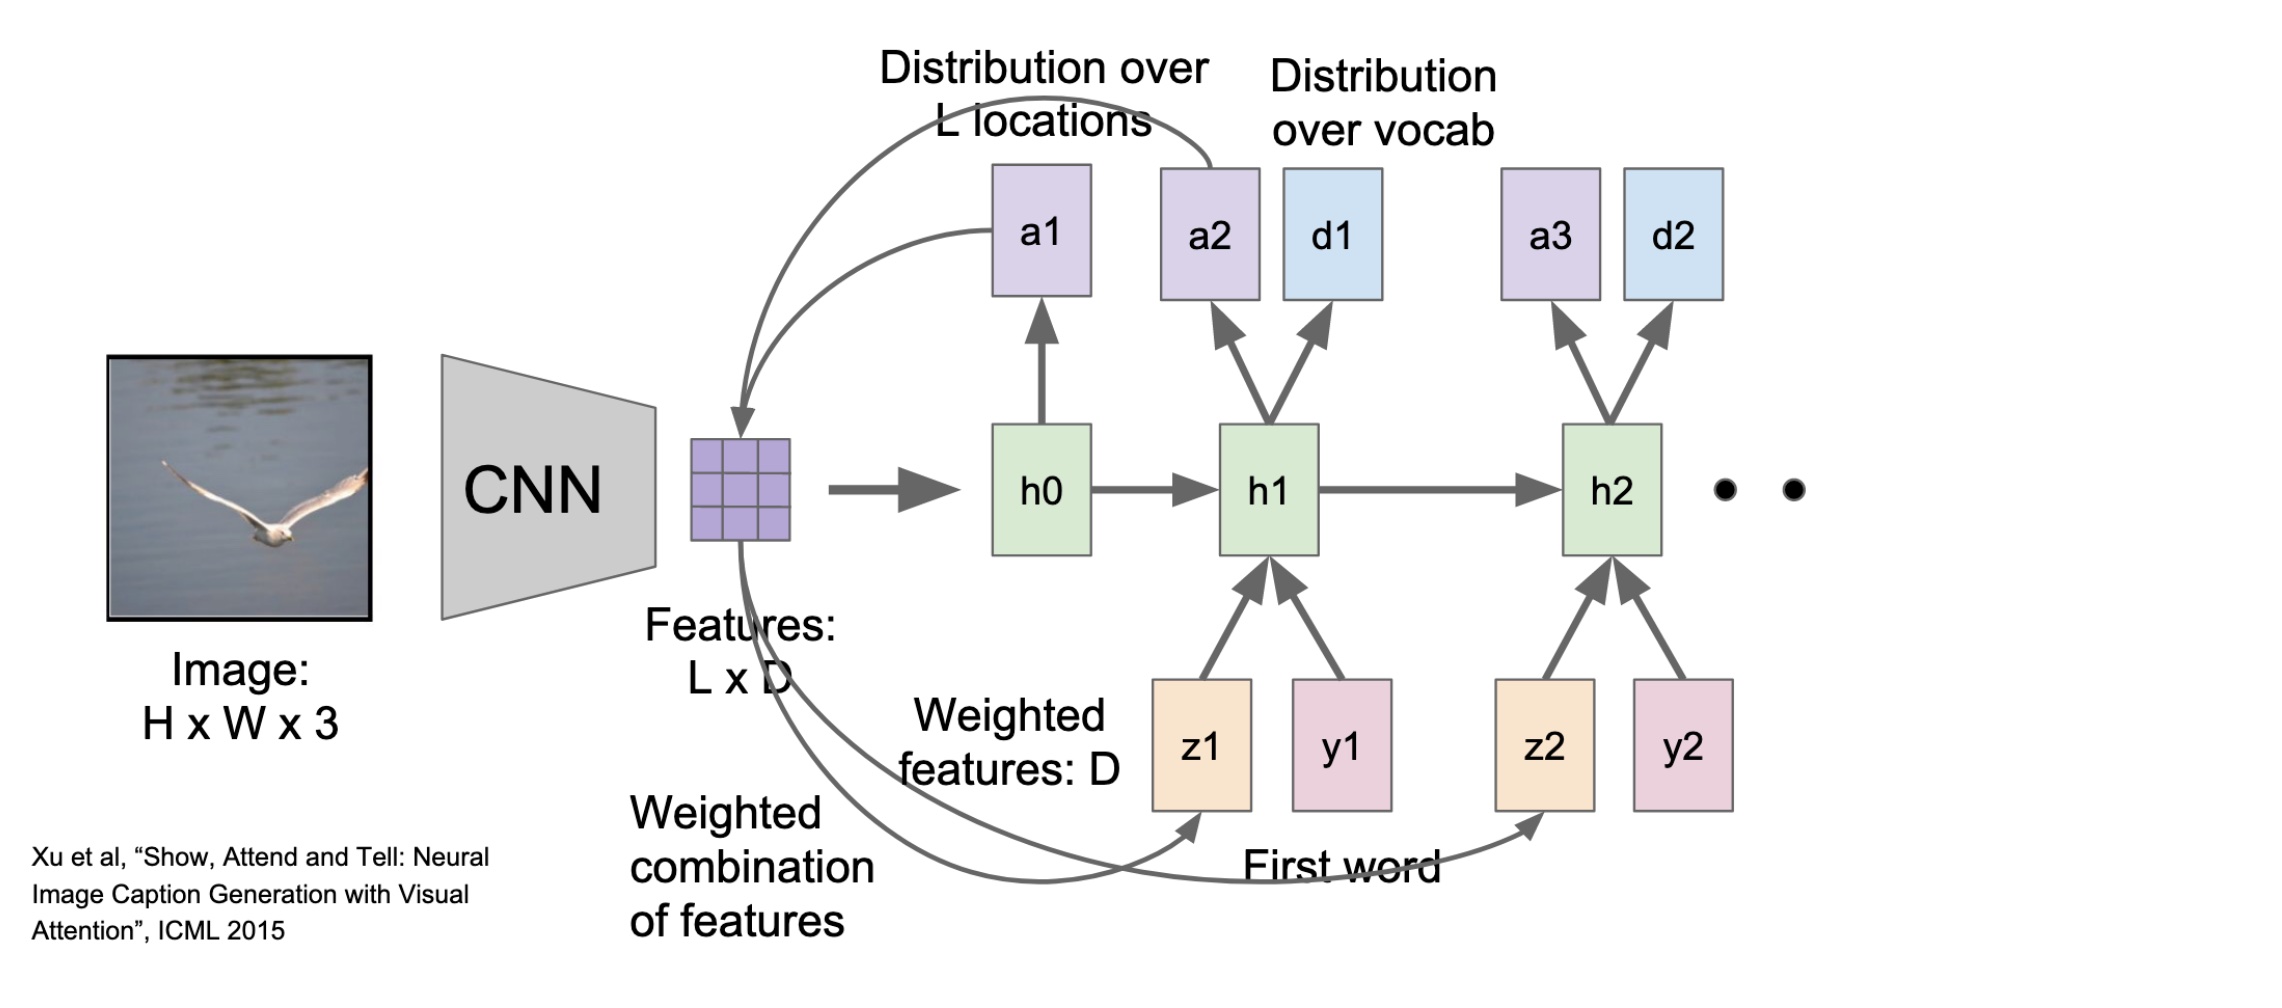 Distribution over
L locations
Distribution
over vocab
a1
a2
d1
a3
d2
CNN
h0
h1
h2
Image:
H x W x 3
Features:
L x D
Weighted
features: D
z1
y1
z2
y2
Weighted
combination
of features
First word
Xu et al, “Show, Attend and Tell: Neural
Image Caption Generation with Visual
Attention”, ICML 2015